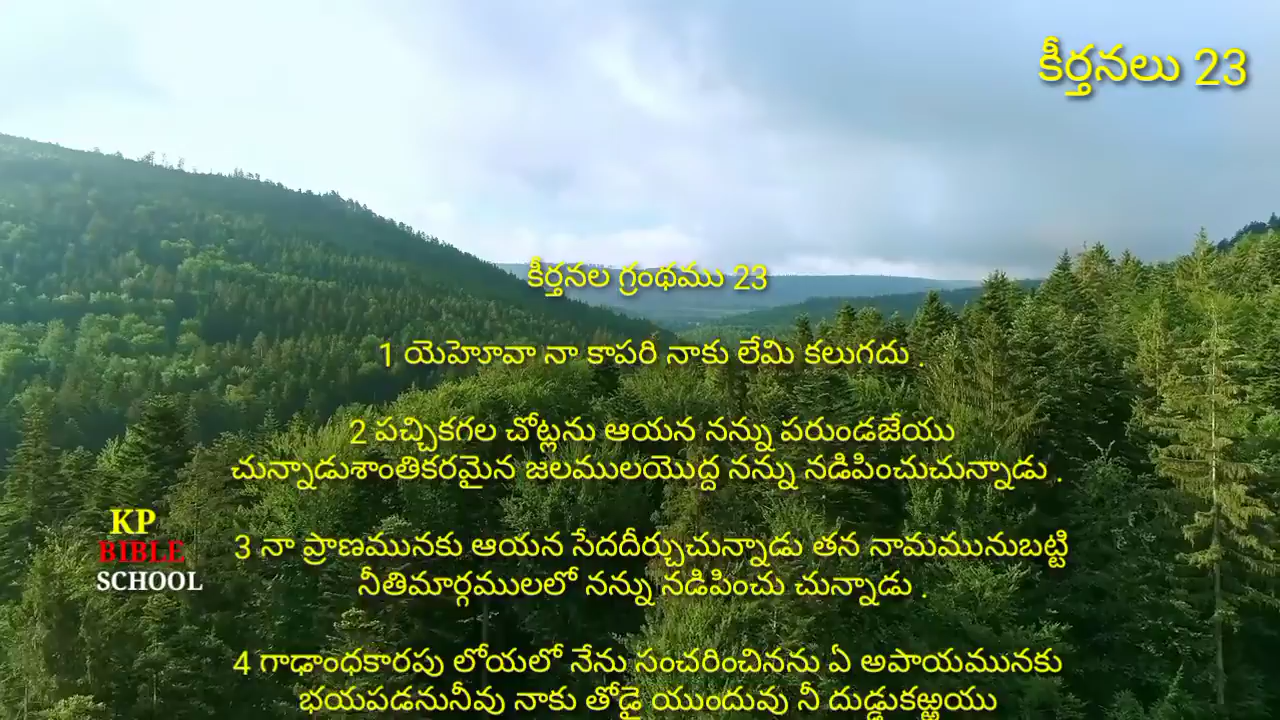 కీర్తనలు 23
కీర్తనల గ్రంథము 23
1 యెహెూవా నా కాపరి నాకు లేమి కలుగదు .
2 పచ్చికగల చోట్లను ఆయన నన్ను పరుండజేయు
చున్నాడుశాంతికరమైన జలములయొద్ద నన్ను నడిపించుచున్నాడు .
KP
BIBLE
SCHOOL
3 నా ప్రాణమునకు ఆయన సేదదీర్చుచున్నాడు తన నామమునుబట్టి
నీతిమార్గములలో నన్ను నడిపించు చున్నాడు .
4 గాఢాంధకారపు లోయలో నేను సంచరించినను ఏ అపాయమునకు
భయపడనునీవు నాకు తోడై యుందువు నీ దుడ్డుకఱ్ఱయు